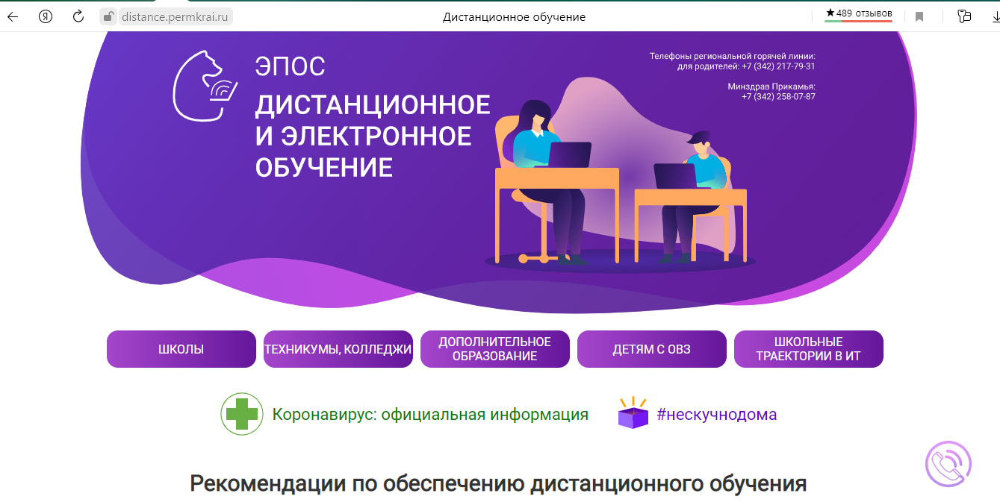 distance.permkrai.ru
Дистанционное обучение
★489 отзывов
ЭПОС
ДИСТАНЦИОННОЕ
И ЭЛЕКТРОННОЕ
ОБУЧЕНИЕ
Телефоны региональной горячей линии:
для родителей: +7 (342) 217-79-31
Минздрав Прикамья:
+7 (342) 258-07-87
ШКОЛЫ
ТЕХНИКУМЫ, КОЛЛЕДЖИ
ДОПОЛНИТЕЛЬНОЕ
ОБРАЗОВАНИЕ
ДЕТЯМ С ОВЗ
ШКОЛЬНЫЕ
ТРАЕКТОРИИ В ИТ
Коронавирус: официальная информация
#нескучнодома
Рекомендации по обеспечению дистанционного обучения